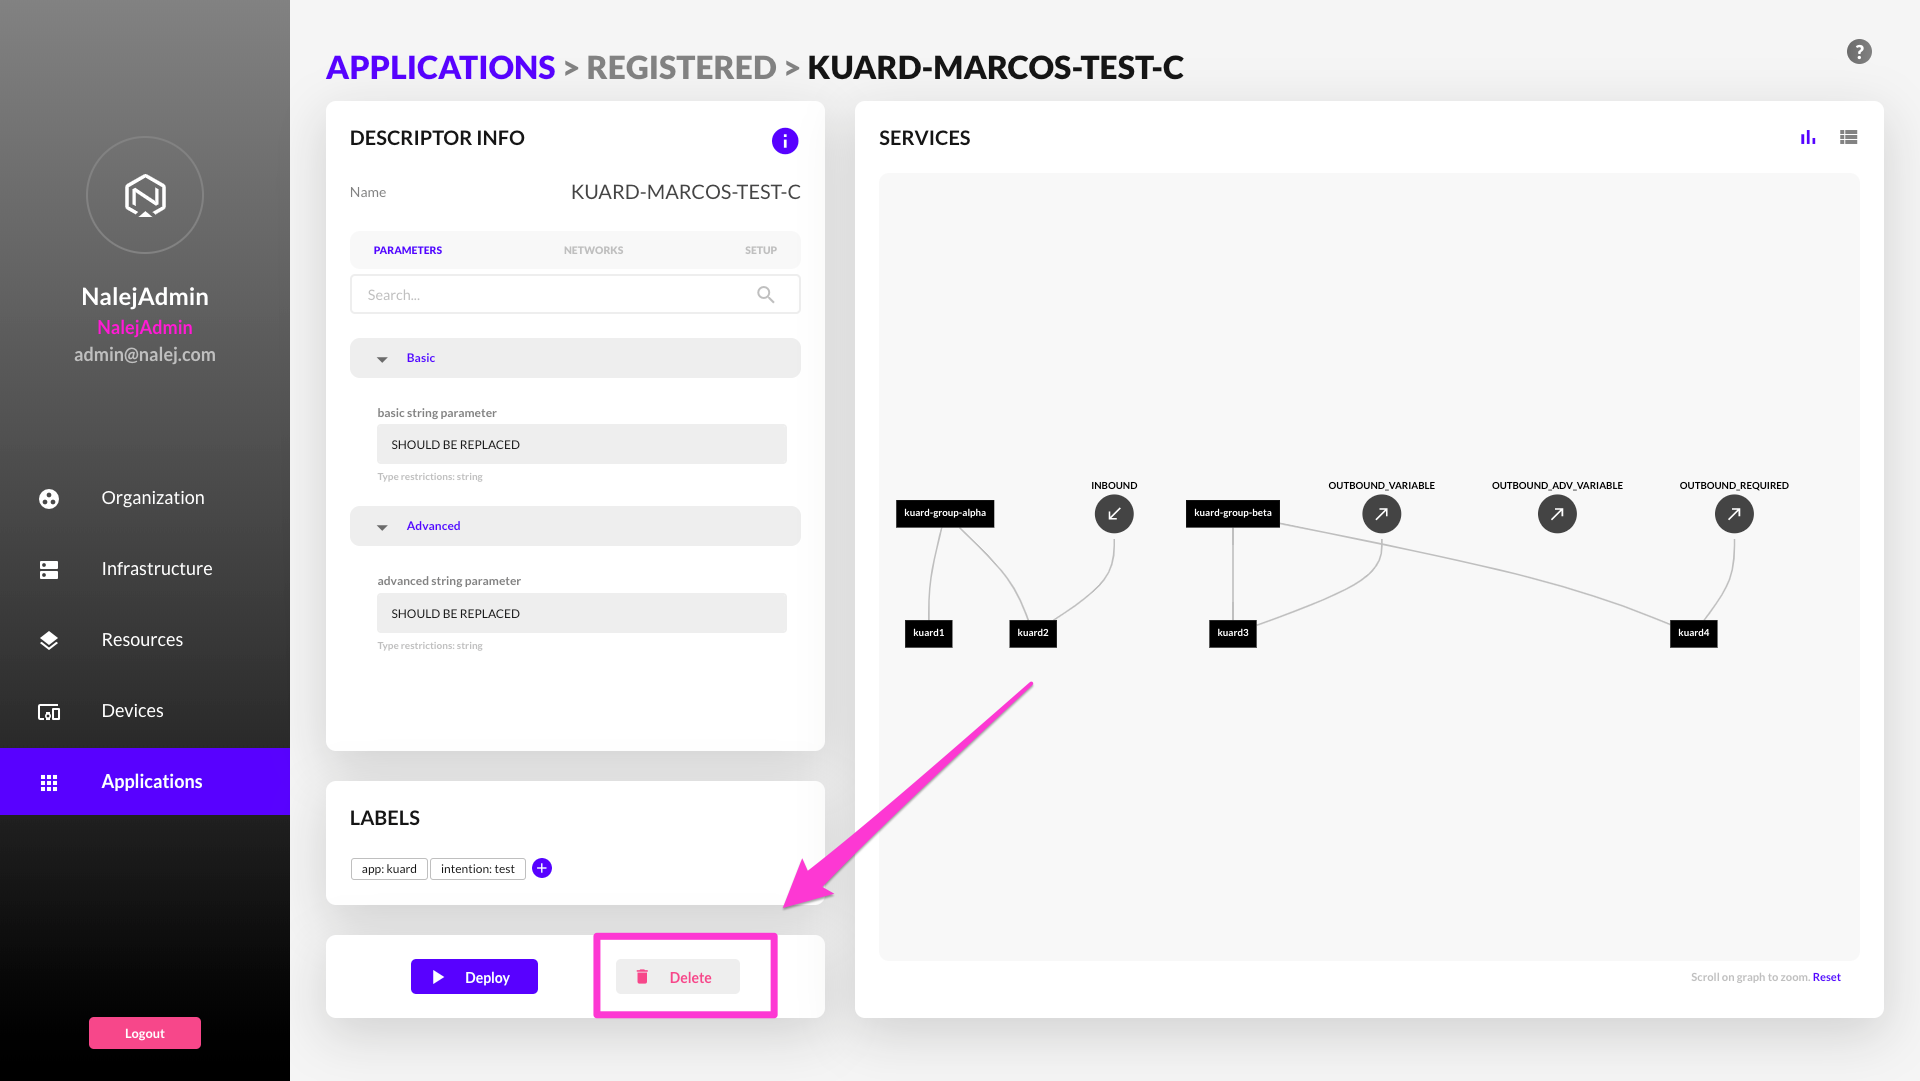 NalejAdmin
NalejAdmin
admin@nalej.com
Organization
Infrastructure
Resources
Devices
Applications
Logout
APPLICATIONS > REGISTERED > KUARD-MARCOS-TEST-C
?
DESCRIPTOR INFO
i
Name KUARD-MARCOS-TEST-C
PARAMETERS NETWORKS SETUP
Search...
Basic
basic string parameter
SHOULD BE REPLACED
Type restrictions: string
Advanced
advanced string parameter
SHOULD BE REPLACED
Type restrictions: string
LABELS
app: kuard intention: test +
Deploy Delete
SERVICES
INBOUND OUTBOUND_VARIABLE OUTBOUND_ADV_VARIABLE OUTBOUND_REQUIRED
kuard-group-alpha kuard-group-beta
kuard1 kuard2 kuard3 kuard4
Scroll on graph to zoom. Reset